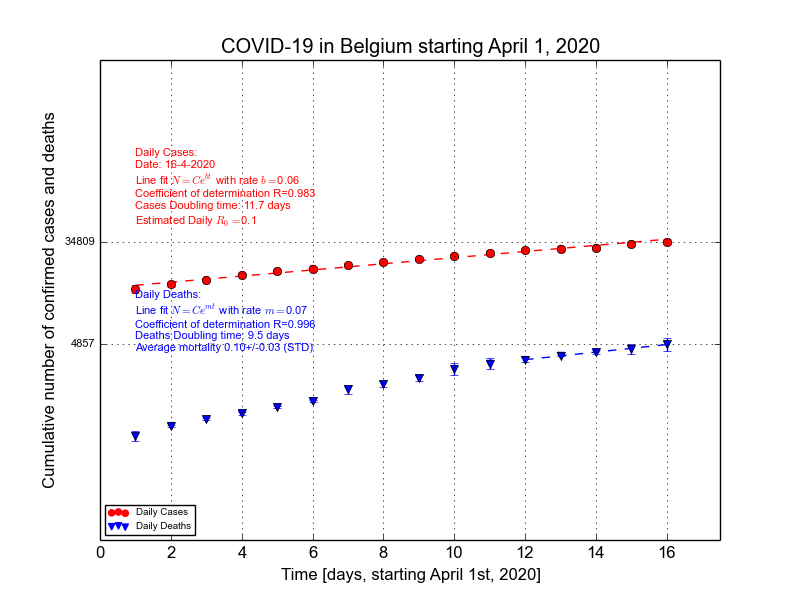 COVID-19 in Belgium starting April 1, 2020
Cumulative number of confirmed cases and deaths
Daily Cases:
Date: 16-4-2020
Line fit N = Ce^{bt} with rate b =0.06
Coefficient of determination R=0.983
Cases Doubling time: 11.7 days
Estimated Daily R_0 =0.1
34809
Daily Deaths:
Line fit N = Ce^{mt} with rate m =0.07
Coefficient of determination R=0.996
Deaths Doubling time: 9.5 days
4857
Average mortality 0.10+/-0.03 (STD)
Daily Cases
Daily Deaths
0 2 4 6 8 10 12 14 16
Time [days, starting April 1st, 2020]